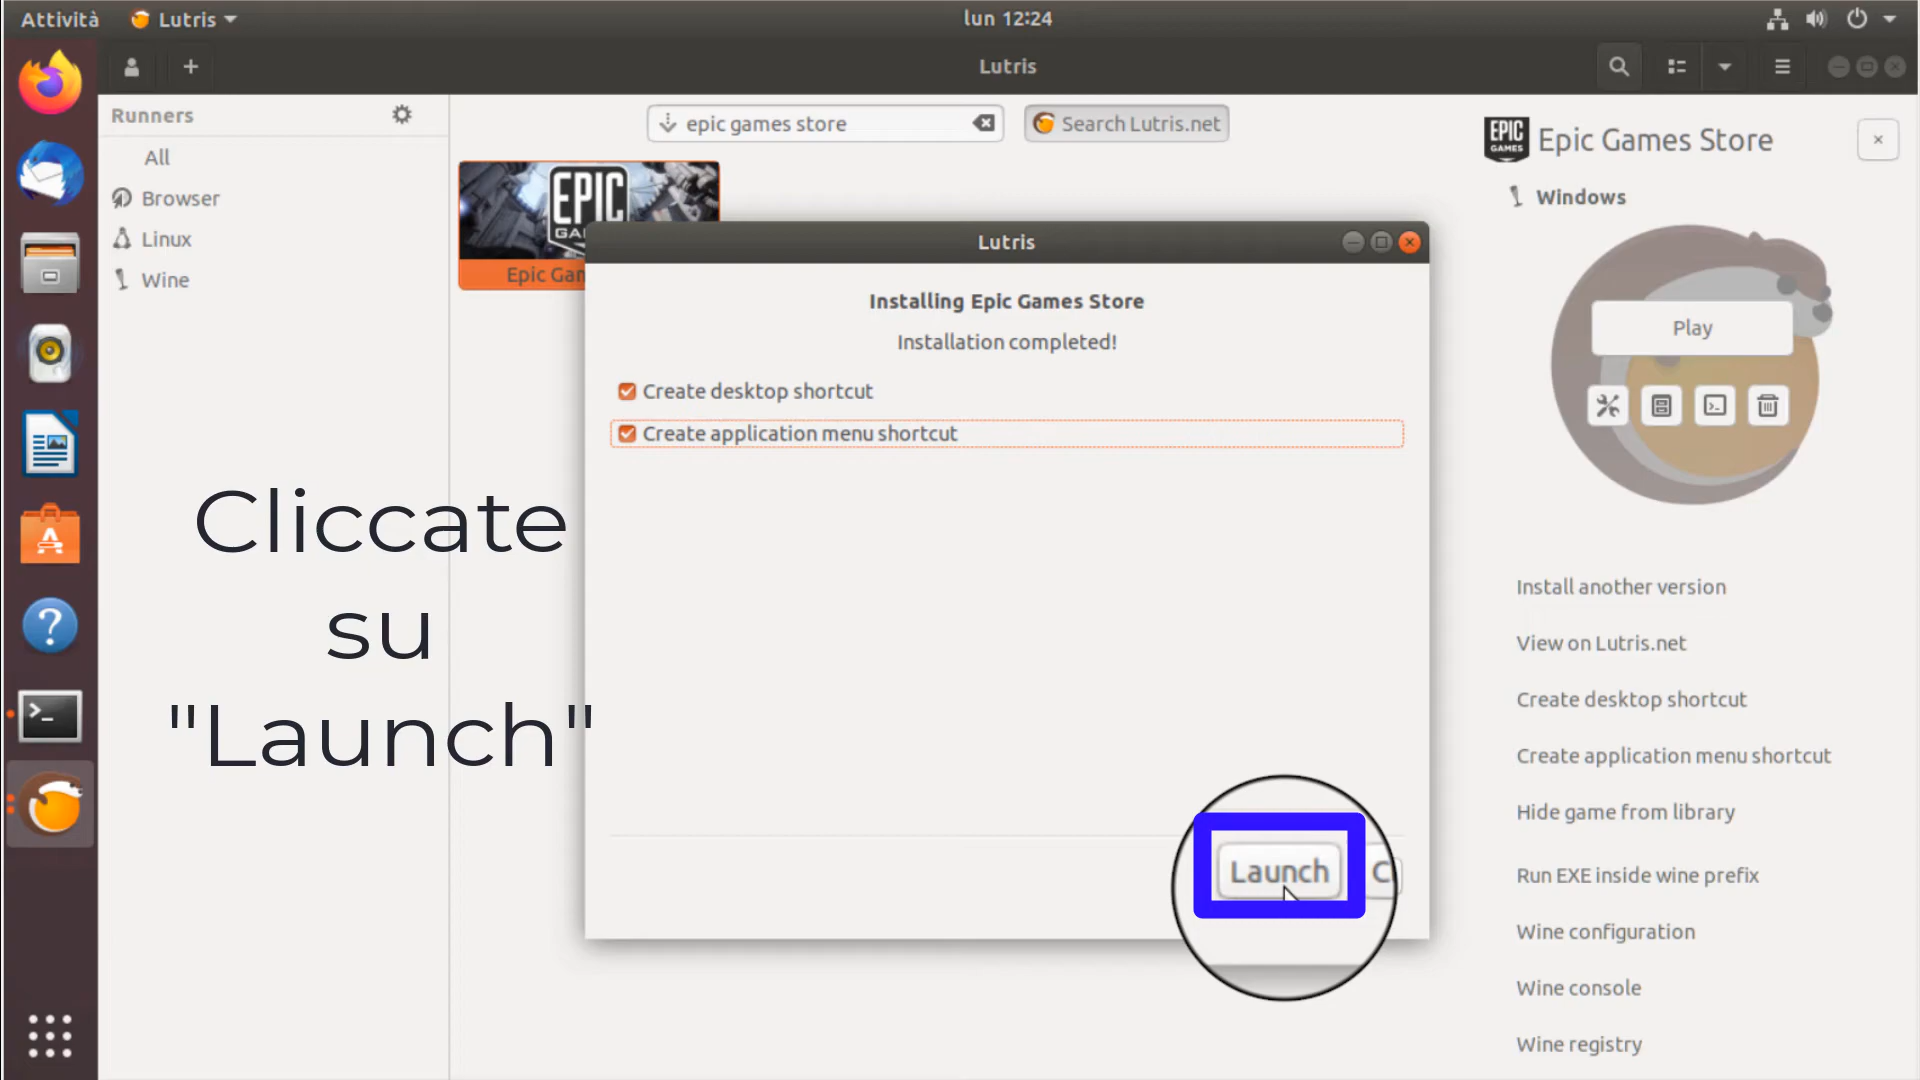 Attività
Lutris
lun 12:24
Lutris
Runners
All
Browser
Linux
Wine
epic games store
Search Lutris.net
EPIC
Epic
Lutris
Installing Epic Games Store
Installation completed!
Create desktop shortcut
Create application menu shortcut
Launch
Cliccate
su
"Launch"
EPIC
GAMES
Epic Games Store
Windows
Play
Install another version
View on Lutris.net
Create desktop shortcut
Create application menu shortcut
Hide game from library
Run EXE inside wine prefix
Wine configuration
Wine console
Wine registry